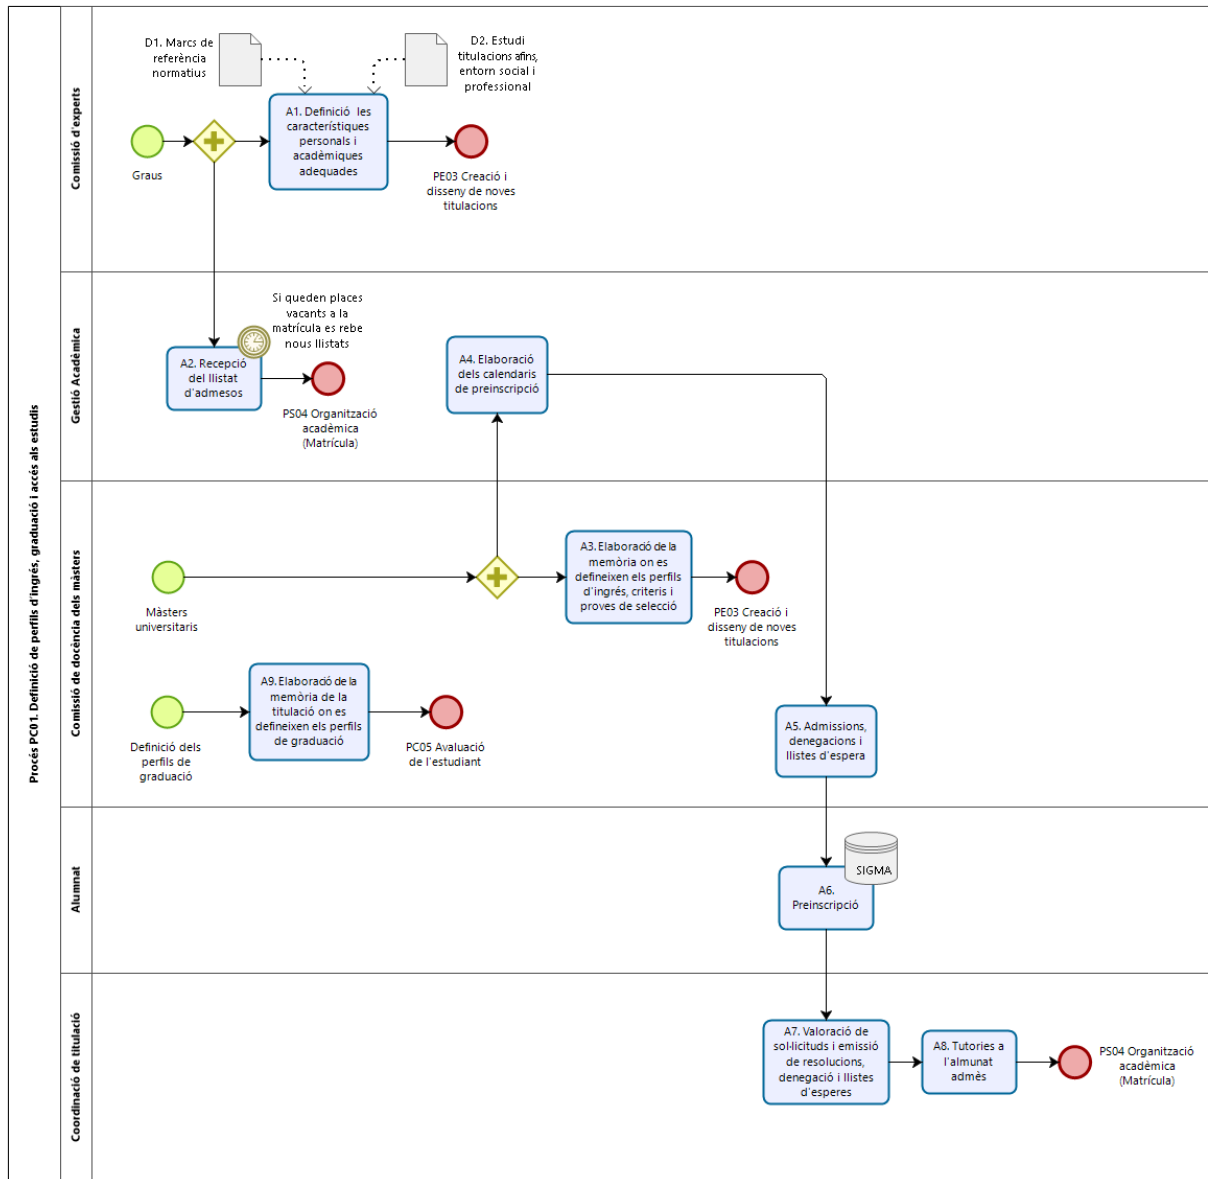 Procés PC01. Definició de perfils d'ingrés, graduació i accés als estudis
Comissió d'experts
D1. Marcs de
referència
normatius
D2. Estudi
titulacions afins,
entorn social i
professional
Graus
A1. Definició les
característiques
personals i
acadèmiques
adequades
PE03 Creació i
disseny de noves
titulacions
Gestió Acadèmica
Si queden places
vacants a la
matrícula es rebe
nous llistats
A2. Recepció
del llistat
d'admesos
PS04 Organització
acadèmica
(Matrícula)
A4. Elaboració
dels calendaris
de preinscripció
Comissió de docència dels màsters
Màsters
universitaris
A3. Elaboració de la
memòria on es
defineixen els perfils
d'ingrés, criteris i
proves de selecció
PE03 Creació i
disseny de noves
titulacions
Definició dels
perfils de
graduació
A9. Elaboració de la
memòria de la
titulació on es
defineixen els perfils
de graduació
PC05 Avaluació
de l'estudiant
A5. Admissions,
denegacions i
llistes d'espera
Alumnat
SIGMA
A6.
Preinscripció
Coordinació de titulació
A7. Valoració de
sol·licituds i emissió
de resolucions,
denegació i llistes
d'esperes
A8. Tutories a
l'almunat
admès
PS04 Organització
acadèmica
(Matrícula)